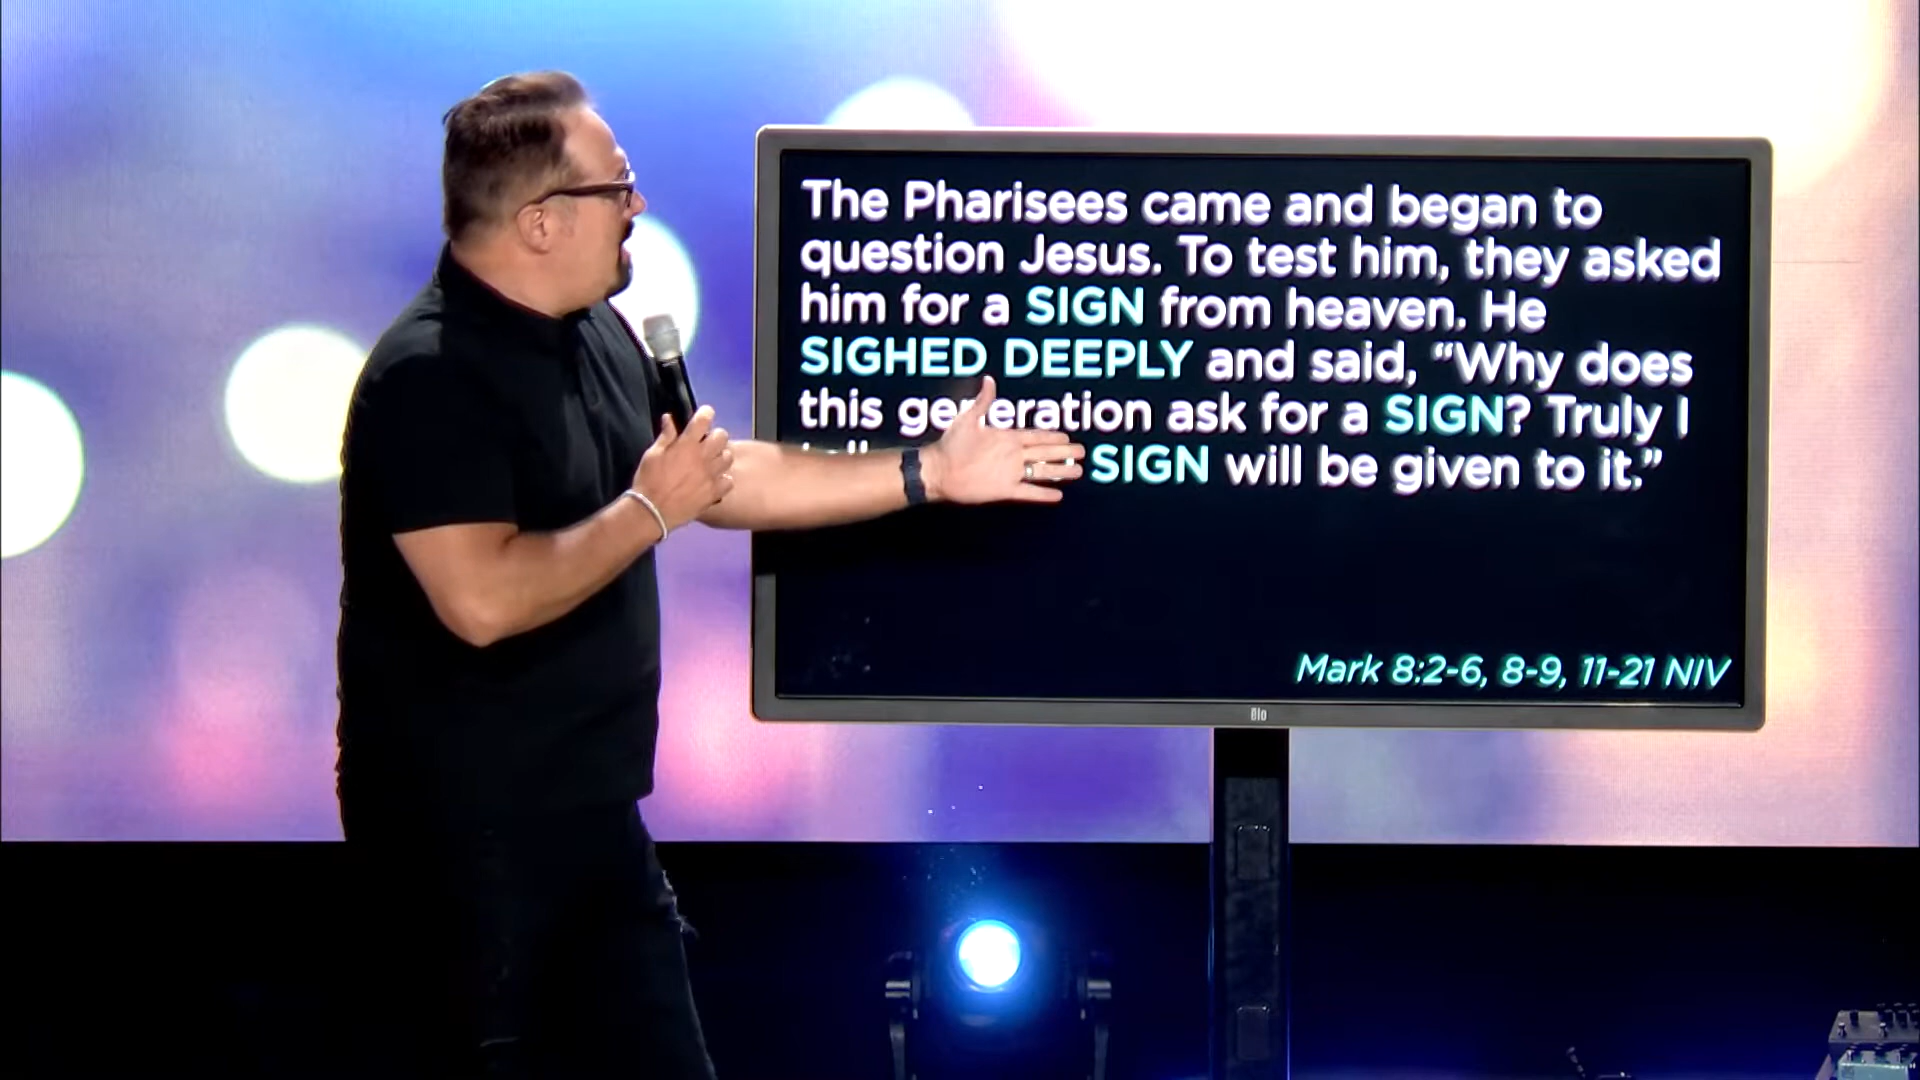 The Pharisees came and began to
question Jesus. To test him, they asked
him for a SIGN from heaven. He
SIGHED DEEPLY and said, “Why does
this generation ask for a SIGN? Truly I
SIGN will be given to it.”
Mark 8:2-6, 8-9, 11-21 NIV
elo